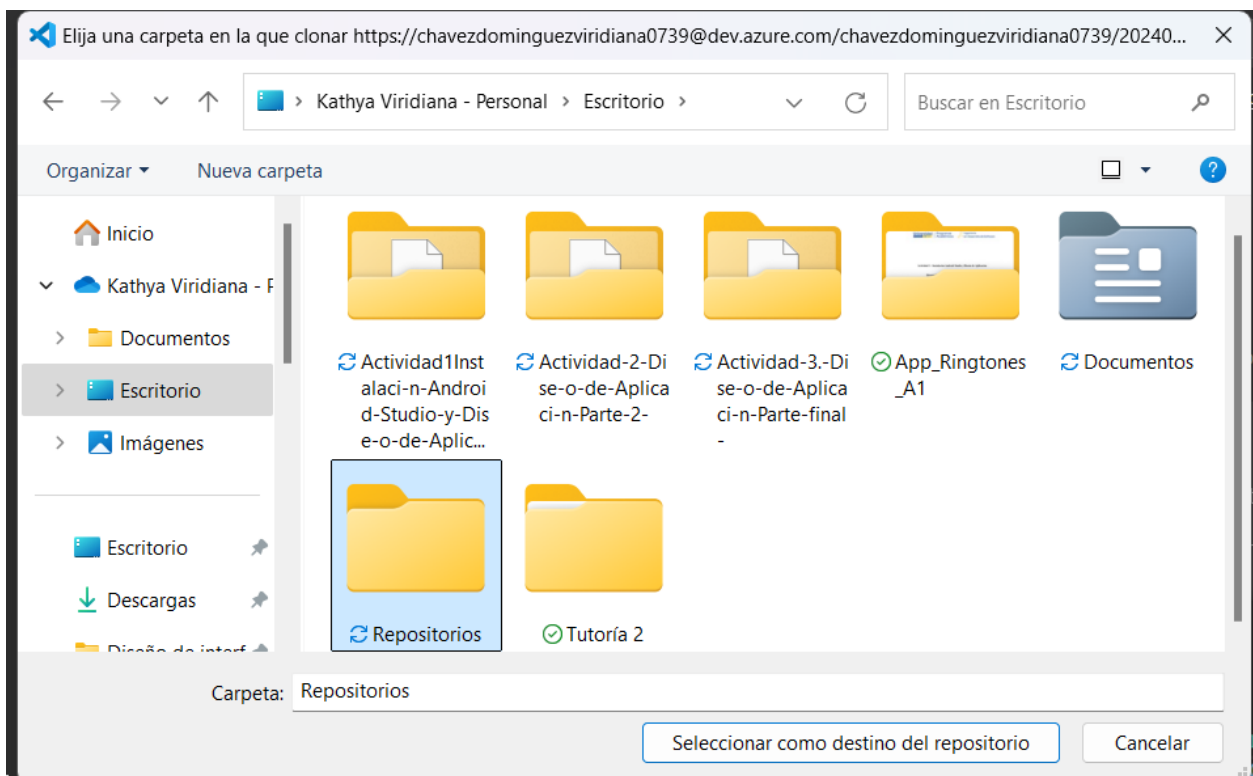 Elija una carpeta en la que clonar https://chavezdominguezviridiana0739@dev.azure.com/chavezdominguezviridiana0739/20240...
Kathya Viridiana - Personal > Escritorio >
Buscar en Escritorio
Organizar
Nueva carpeta
Inicio
Kathya Viridiana - P
Documentos
Escritorio
Imágenes
Escritorio
Descargas
Diseño de interf
Actividad1Inst
alaci-n-Androi
d-Studio-y-Dis
e-o-de-Aplic...
Actividad-2-Di
se-o-de-Aplica
ci-n-Parte-2-
Actividad-3.-Di
se-o-de-Aplica
ci-n-Parte-final
-
App_Ringtones
_A1
Documentos
Repositorios
Tutoría 2
Carpeta: Repositorios
Seleccionar como destino del repositorio
Cancelar